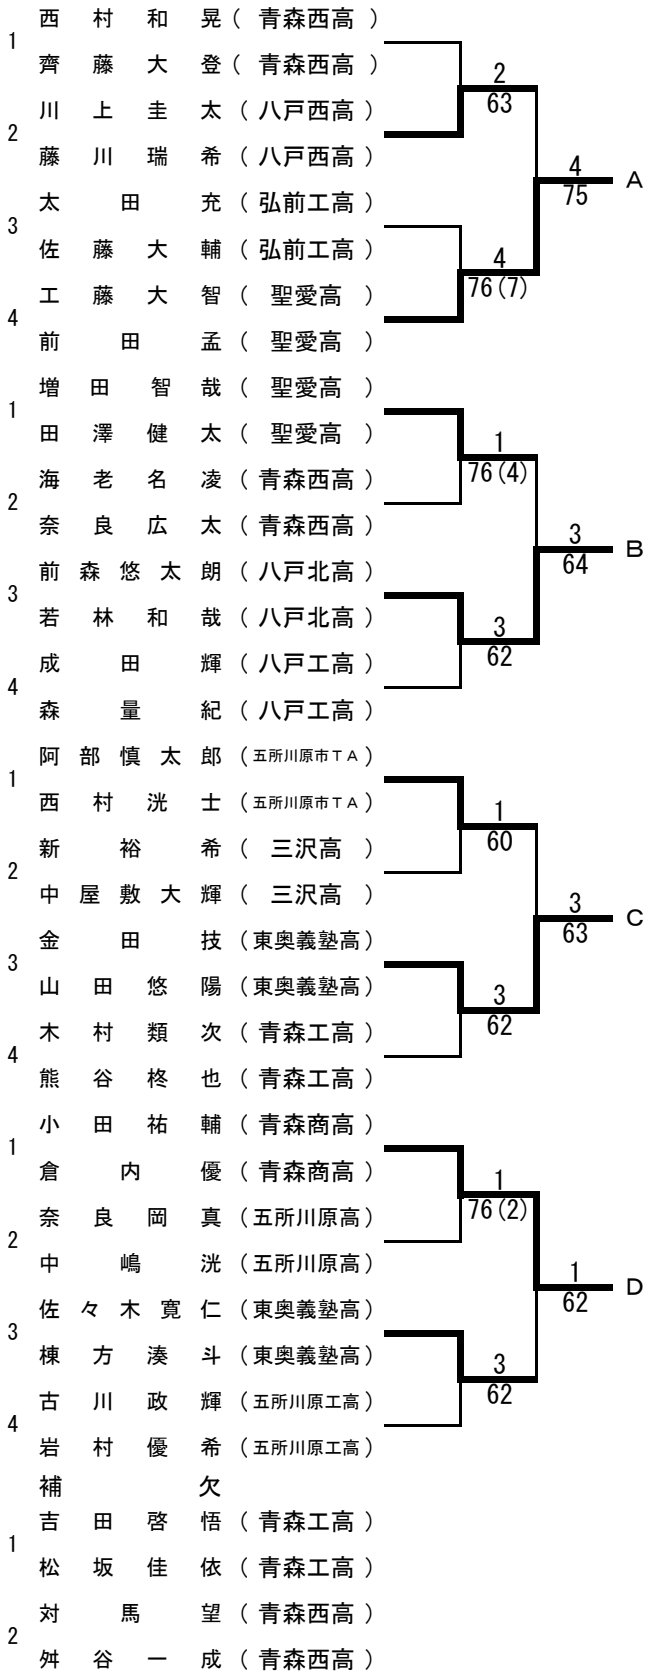 西村和晃（青森西高）
1
齊藤大登（青森西高）
2
63
川上圭太（八戸西高）
2
藤川瑞希（八戸西高）
4
75
A
太田充（弘前工高）
3
佐藤大輔（弘前工高）
4
76(7)
工藤大智（聖愛高）
4
前田孟（聖愛高）
増田智哉（聖愛高）
1
田澤健太（聖愛高）
1
76(4)
海老名凌（青森西高）
2
奈良広太（青森西高）
3
64
B
前森悠太朗（八戸北高）
3
若林和哉（八戸北高）
3
62
成田輝（八戸工高）
4
森量紀（八戸工高）
阿部慎太郎（五所川原市ＴＡ）
1
西村洸士（五所川原市ＴＡ）
1
60
新裕希（三沢高）
2
中屋敷大輝（三沢高）
3
63
C
金田技（東奥義塾高）
3
山田悠陽（東奥義塾高）
3
62
木村類次（青森工高）
4
熊谷柊也（青森工高）
小田祐輔（青森商高）
1
倉内優（青森商高）
1
76(2)
奈良岡真（五所川原高）
2
中嶋洸（五所川原高）
1
62
D
佐々木寛仁（東奥義塾高）
3
棟方湊斗（東奥義塾高）
3
62
古川政輝（五所川原工高）
4
岩村優希（五所川原工高）
補欠
吉田啓悟（青森工高）
1
松坂佳依（青森工高）
対馬望（青森西高）
2
舛谷一成（青森西高）